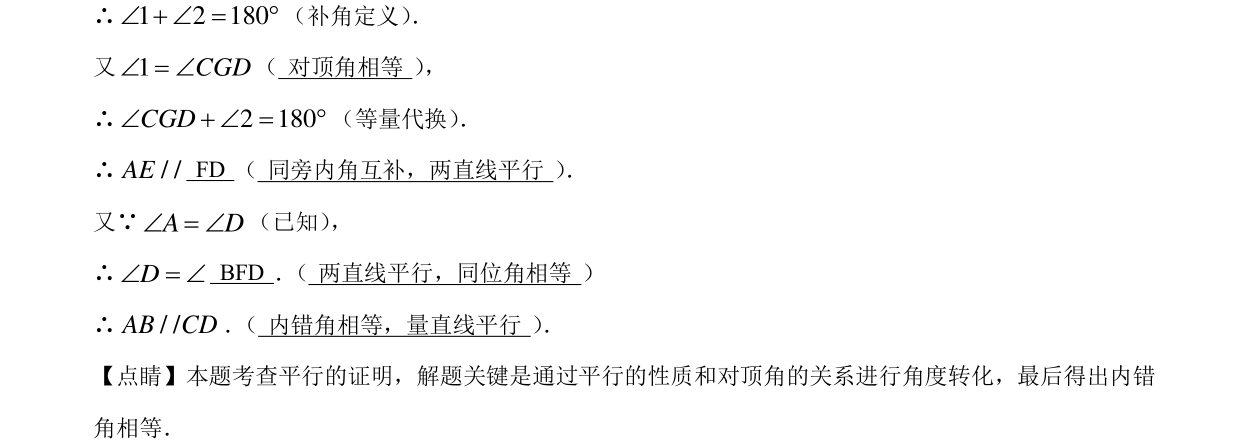 ∴∠1+∠2=180°（补角定义）.
又∠1=∠CGD（ 对顶角相等 ），
∴∠CGD+∠2=180°（等量代换）.
∴AE//  FD （ 同旁内角互补，两直线平行 ）.
又∵∠A=∠D（已知），
∴∠D=∠ BFD .（ 两直线平行，同位角相等 ）
∴AB//CD.（ 内错角相等，量直线平行 ）.
【点睛】本题考查平行的证明，解题关键是通过平行的性质和对顶角的关系进行角度转化，最后得出内错
角相等.